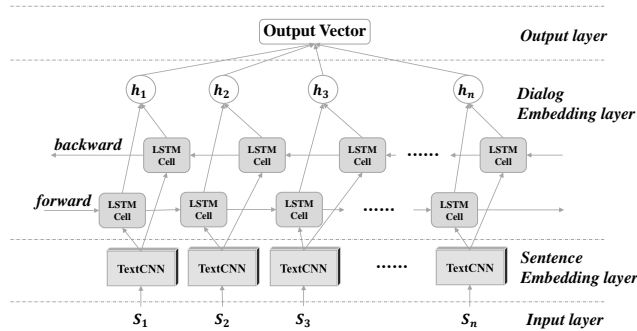 Output Vector
Output layer
h1 h2 h3 hn
Dialog
Embedding layer
backward
LSTM Cell LSTM Cell LSTM Cell ...... LSTM Cell
forward
LSTM Cell LSTM Cell LSTM Cell ...... LSTM Cell
TextCNN TextCNN TextCNN ...... TextCNN
Sentence
Embedding layer
S1 S2 S3 Sn
Input layer